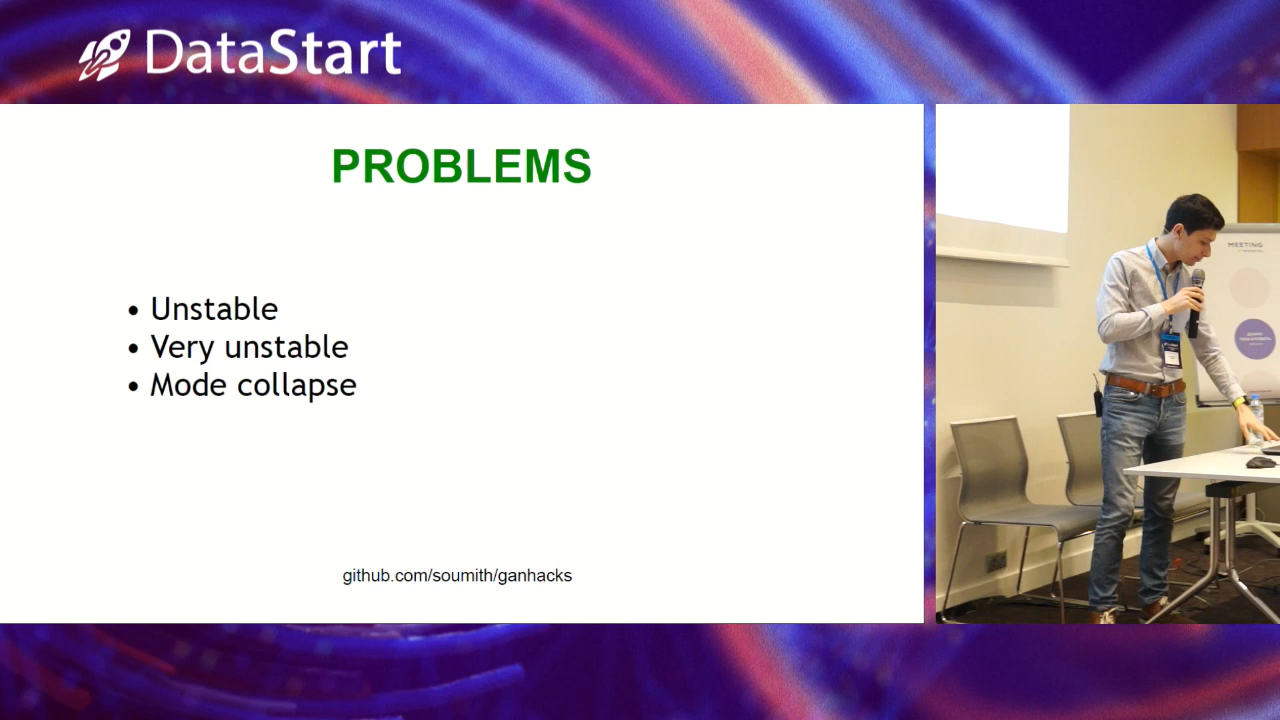 DataStart
PROBLEMS
• Unstable
• Very unstable
• Mode collapse
github.com/soumith/ganhacks
MEETING